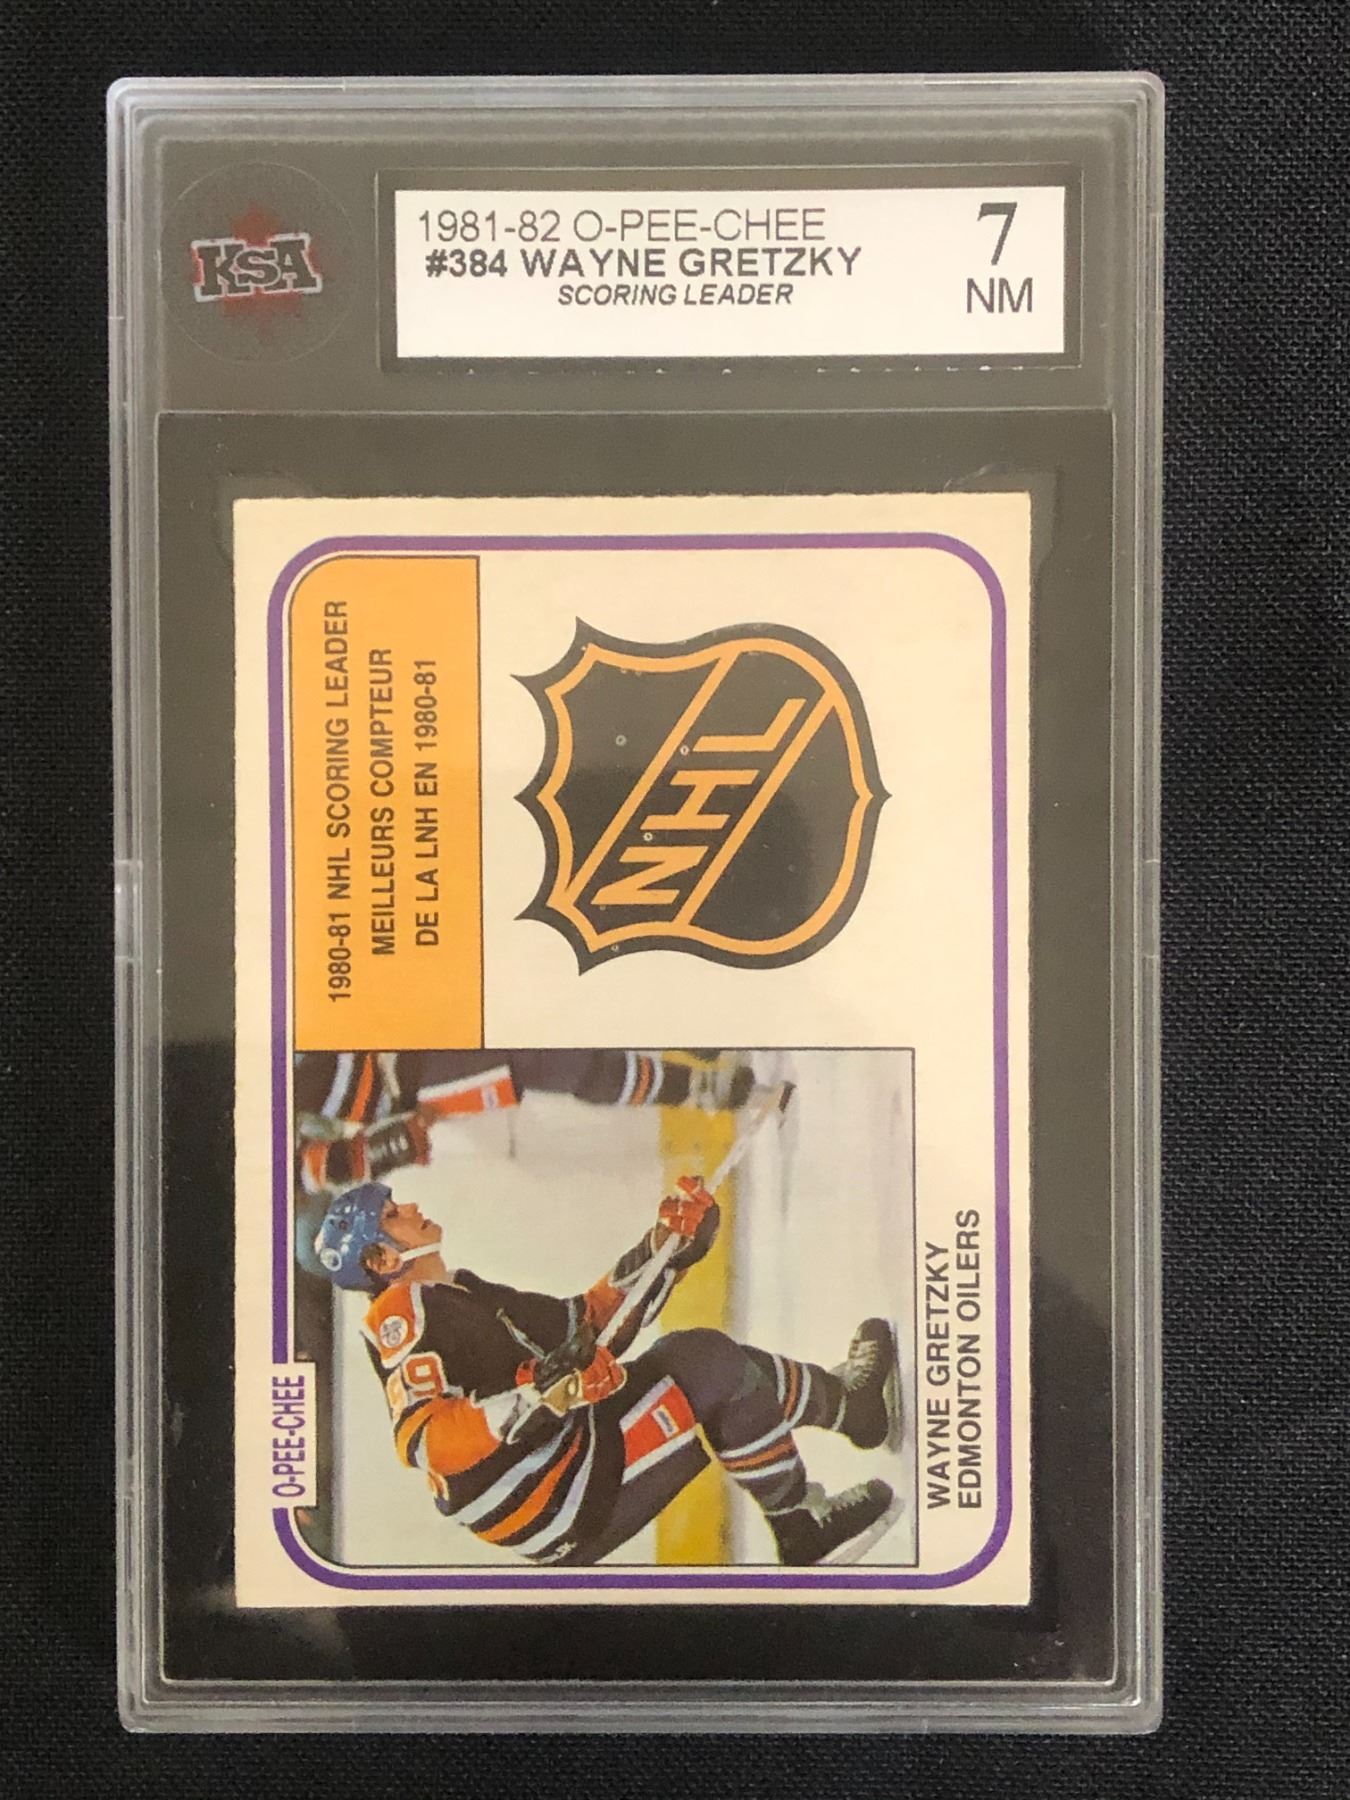 KSA
1981-82 O-PEE-CHEE
#384 WAYNE GRETZKY
SCORING LEADER
7
NM
1980-81 NHL SCORING LEADER
MEILLEURS COMPTEUR
DE LA LNH EN 1980-81
NHL
O-PEE-CHEE
99
WAYNE GRETZKY
EDMONTON OILERS